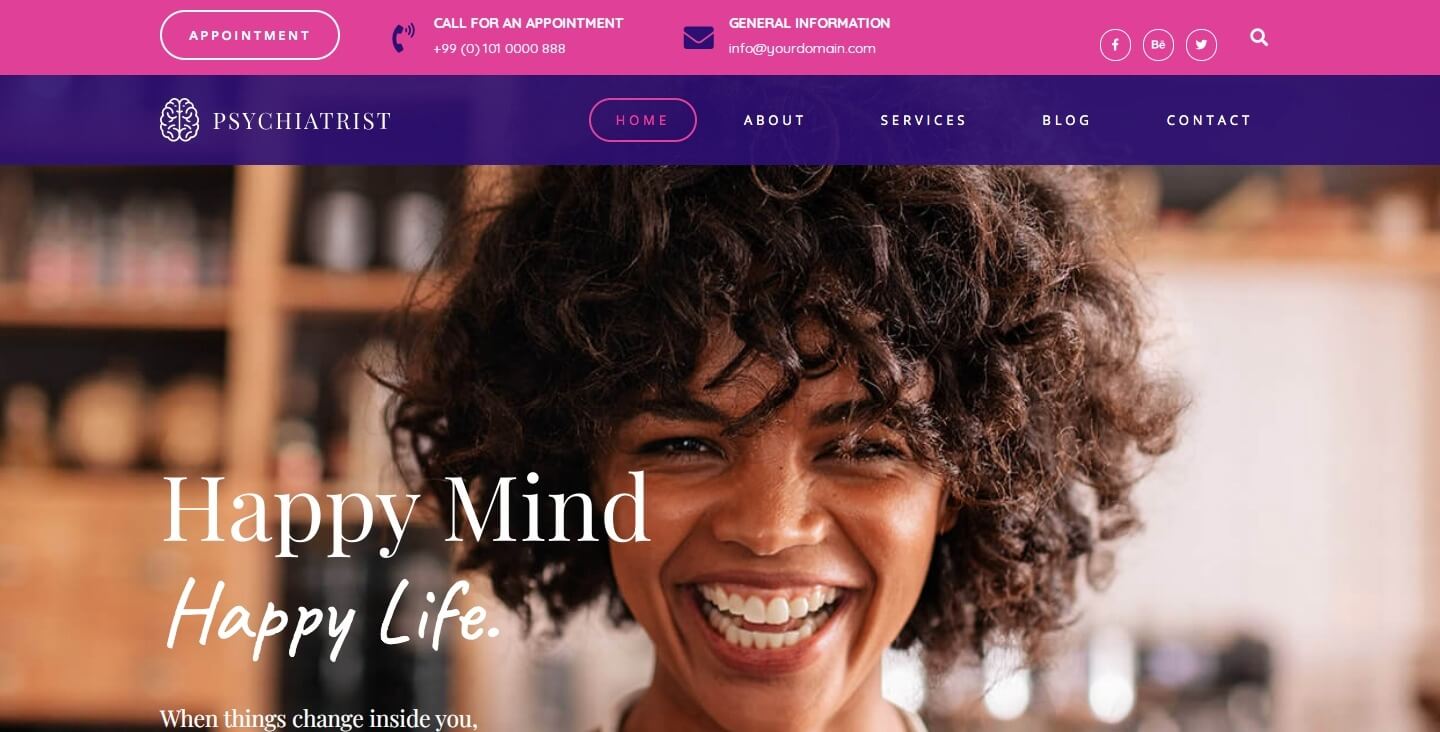 APPOINTMENT
CALL FOR AN APPOINTMENT
+99 (0) 101 0000 888
GENERAL INFORMATION
info@yourdomain.com
Bē
PSYCHIATRIST
HOME
ABOUT
SERVICES
BLOG
CONTACT
Happy Mind
Happy Life.
When things change inside you,